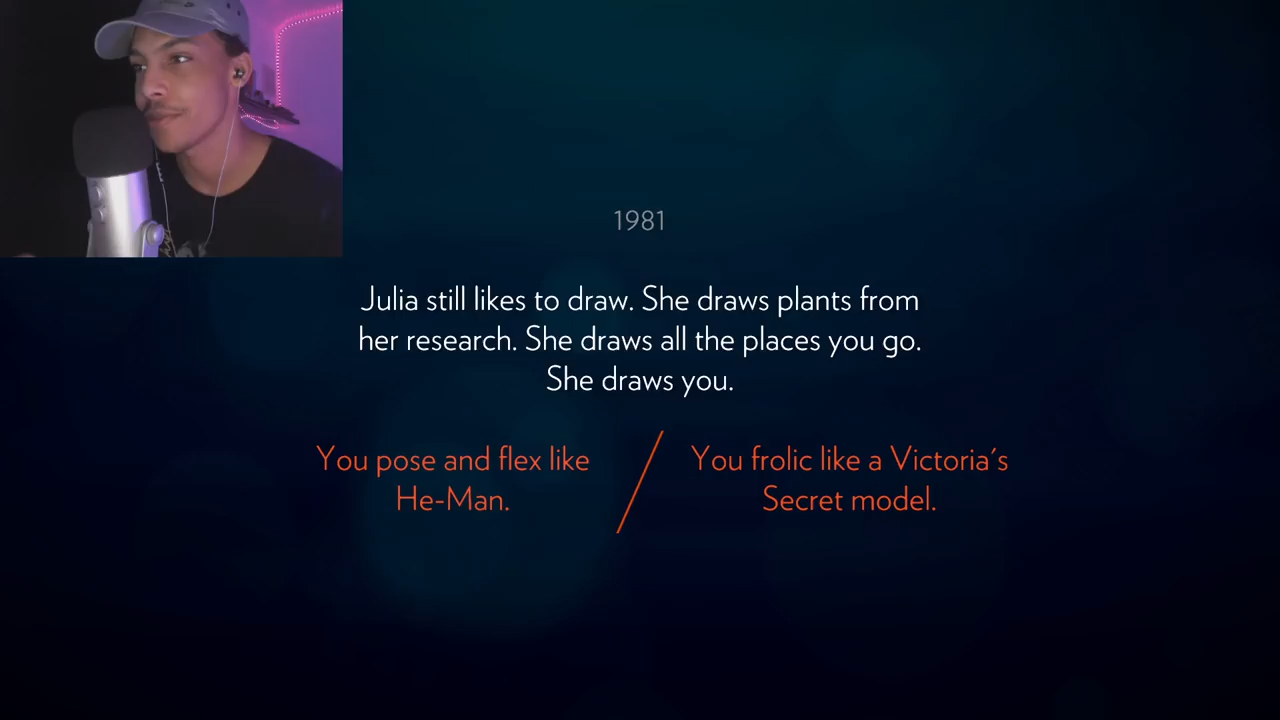 1981
Julia still likes to draw. She draws plants from
her research. She draws all the places you go.
She draws you.
You pose and flex like
He-Man.
You frolic like a Victoria's
Secret model.